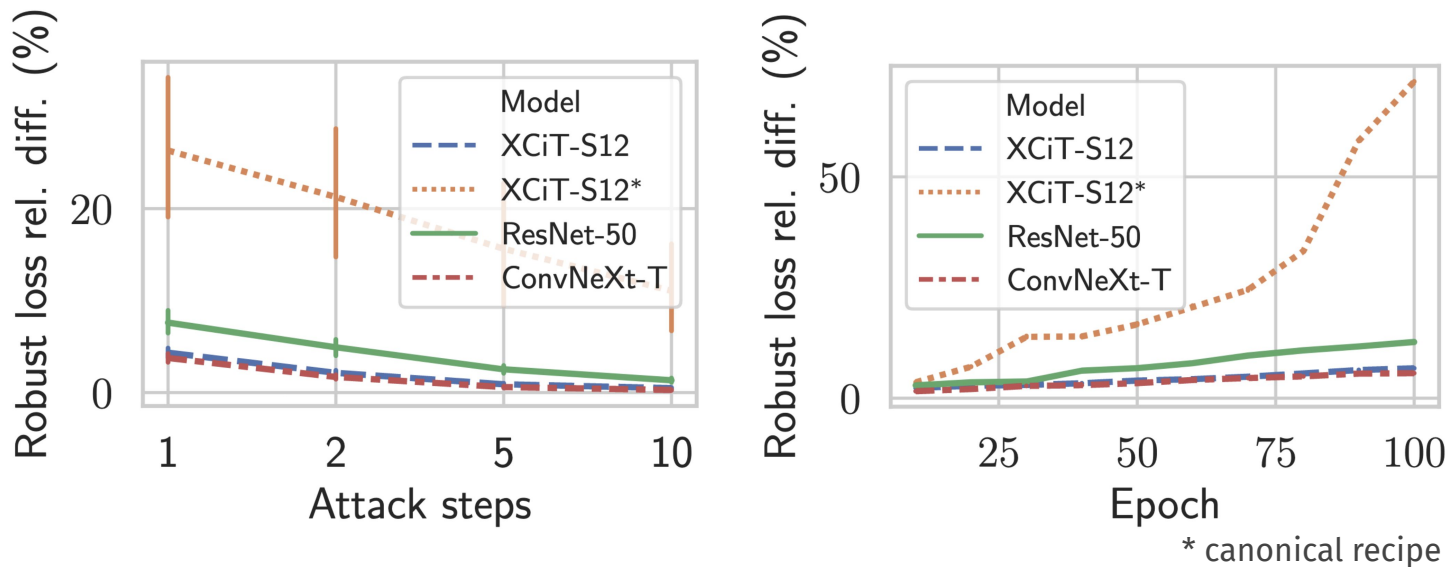 Robust loss rel. diff. (%)
20
0
Model
XCiT-S12
XCiT-S12*
ResNet-50
ConvNeXt-T
1 2 5 10
Attack steps
Robust loss rel. diff. (%)
50
0
Model
XCiT-S12
XCiT-S12*
ResNet-50
ConvNeXt-T
25 50 75 100
Epoch
* canonical recipe